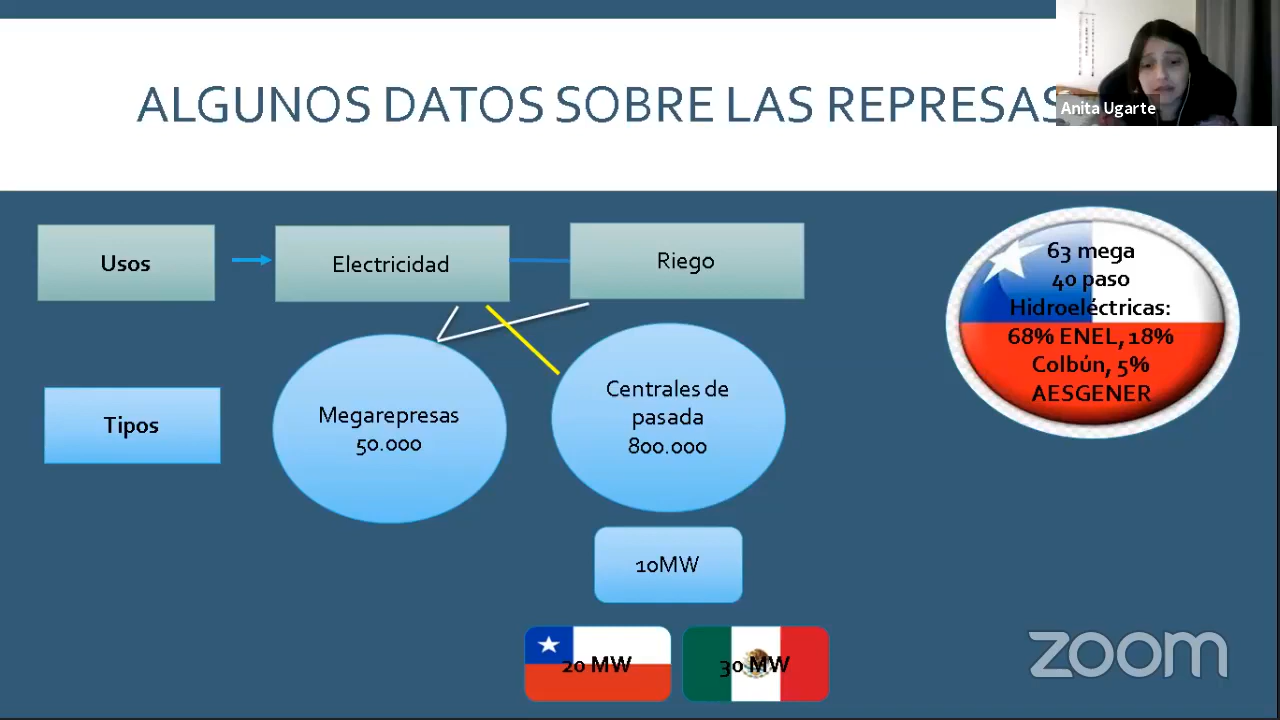 ALGUNOS DATOS SOBRE LAS REPRESAS
Anita Ugarte
Usos
Electricidad
Riego
63 mega
40 paso
Hidroeléctricas:
68% ENEL, 18%
Colbún, 5%
AESGENER
Tipos
Megarepresas
50.000
Centrales de
pasada
800.000
10MW
20 MW
30 MW
zoom